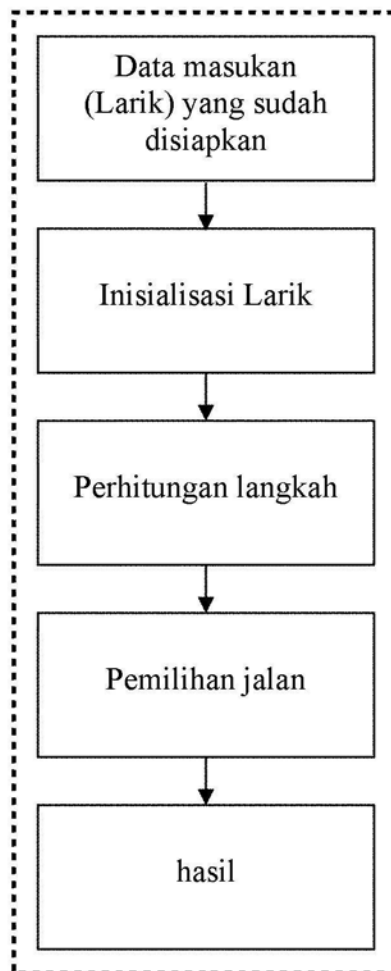 Data masukan
(Larik) yang sudah
disiapkan
Inisialisasi Larik
Perhitungan langkah
Pemilihan jalan
hasil